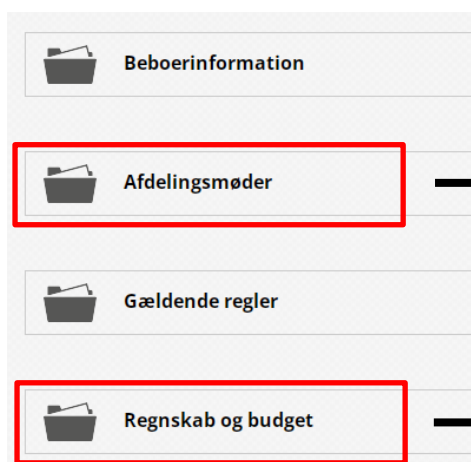 Beboerinformation
Afdelingsmøder
Gældende regler
Regnskab og budget